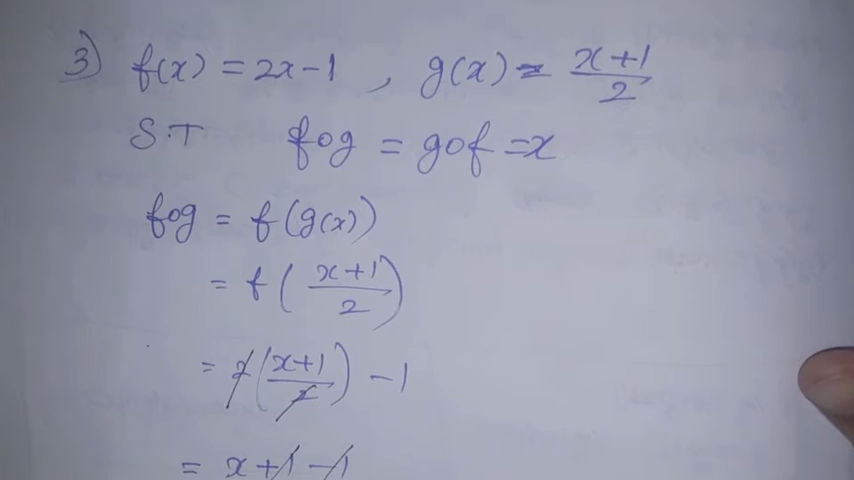 3) f(x) = 2x-1 , g(x) = (x+1)/2
S.T fog = gof = x
fog = f(g(x))
= f((x+1)/2)
= 2((x+1)/2) - 1
= x+1-1